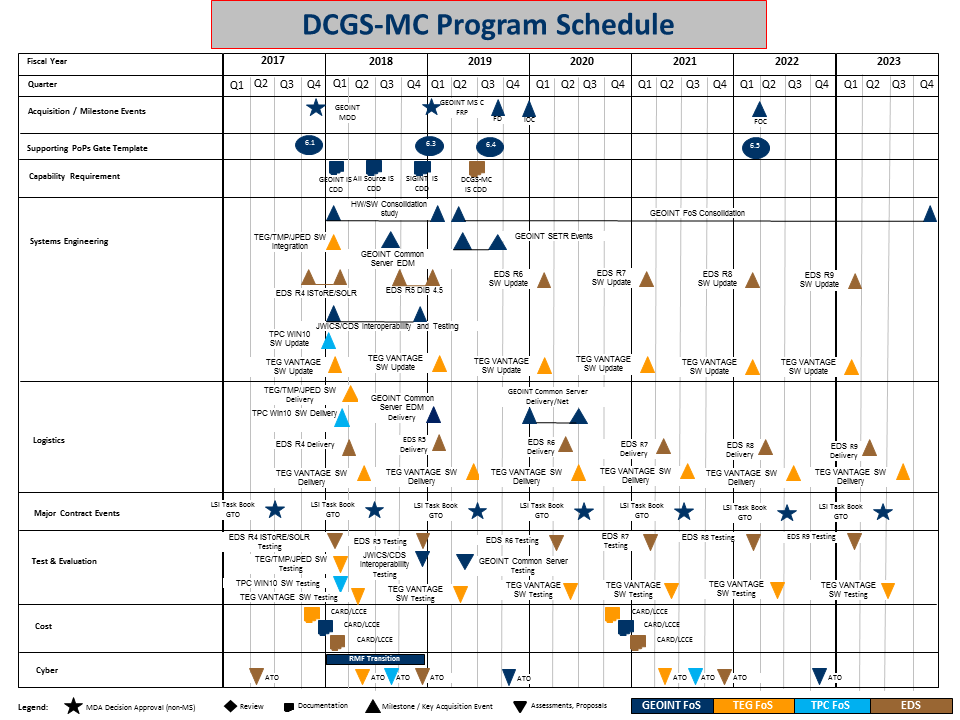 DCGS-MC Program Schedule
Fiscal Year
2017
2018
2019
2020
2021
2022
2023
Quarter
Q1 Q2 Q3 Q4
Q1 Q2 Q3 Q4
Q1 Q2 Q3 Q4
Q1 Q2 Q3 Q4
Q1 Q2 Q3 Q4
Q1 Q2 Q3 Q4
Q1 Q2 Q3 Q4
Acquisition / Milestone Events
GEOINT
MDD
GEOINT MS C
FRP
FD
IOC
FOC
Supporting PoPs Gate Template
6.1
6.3
6.4
6.5
Capability Requirement
GEOINT IS
CDD
All Source IS
CDD
SIGINT IS
CDD
DCGS-MC
IS CDD
Systems Engineering
HW/SW Consolidation
study
GEOINT FoS Consolidation
TEG/TMP/JPED SW
Integration
GEOINT Common
Server EDM
GEOINT SETR Events
EDS R4 ISToRE/SOLR
EDS R5 DIB 4.5
EDS R6
SW Update
EDS R7
SW Update
EDS R8
SW Update
EDS R9
SW Update
JWICS/CDS Interoperability and Testing
TPC WIN10
SW Update
TEG VANTAGE
SW Update
TEG VANTAGE
SW Update
TEG VANTAGE
SW Update
TEG VANTAGE
SW Update
TEG VANTAGE
SW Update
TEG VANTAGE
SW Update
Logistics
TEG/TMP/JPED SW
Delivery
TPC Win10 SW Delivery
GEOINT Common
Server EDM
Delivery
GEOINT Common Server
Delivery/Net
EDS R4 Delivery
EDS R5
Delivery
EDS R6
Delivery
EDS R7
Delivery
EDS R8
Delivery
EDS R9
Delivery
TEG VANTAGE SW
Delivery
TEG VANTAGE SW
Delivery
TEG VANTAGE SW
Delivery
TEG VANTAGE SW
Delivery
TEG VANTAGE SW
Delivery
TEG VANTAGE SW
Delivery
Major Contract Events
LSI Task Book
GTO
LSI Task Book
GTO
LSI Task Book
GTO
LSI Task Book
GTO
LSI Task Book
GTO
LSI Task Book
GTO
LSI Task Book
GTO
Test & Evaluation
EDS R4 ISToRE/SOLR
Testing
EDS R5 Testing
EDS R6 Testing
EDS R7
Testing
EDS R8 Testing
EDS R9 Testing
TEG/TMP/JPED SW
Testing
JWICS/CDS
Interoperability
Testing
GEOINT Common Server
Testing
TPC WIN10 SW Testing
TEG VANTAGE SW Testing
TEG VANTAGE
SW Testing
TEG VANTAGE
SW Testing
TEG VANTAGE
SW Testing
TEG VANTAGE
SW Testing
TEG VANTAGE
SW Testing
Cost
CARD/LCCE
CARD/LCCE
CARD/LCCE
CARD/LCCE
CARD/LCCE
CARD/LCCE
Cyber
RMF Transition
ATO
ATO
ATO
ATO
ATO
ATO
ATO
ATO
ATO
Legend:
MDA Decision Approval (non-MS)
Review
Documentation
Milestone / Key Acquisition Event
Assessments, Proposals
GEOINT FoS
TEG FoS
TPC FoS
EDS